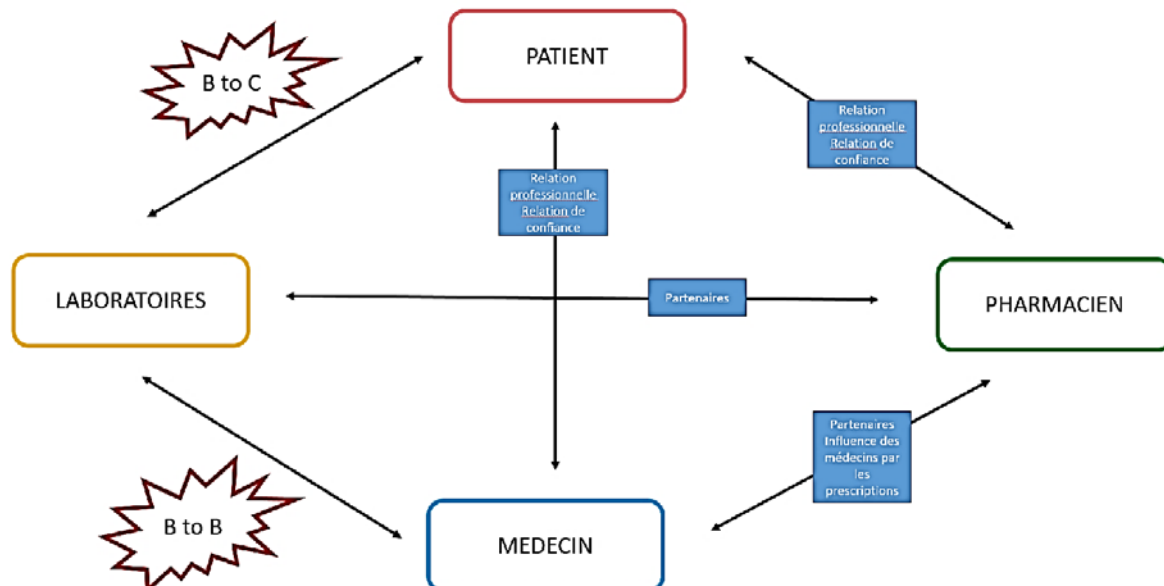 PATIENT
B to C
Relation
professionnelle
Relation de
confiance
Relation
professionnelle
Relation de
confiance
LABORATOIRES
Partenaires
PHARMACIEN
Partenaires
Influence des
médecins par
les
prescriptions
B to B
MEDECIN